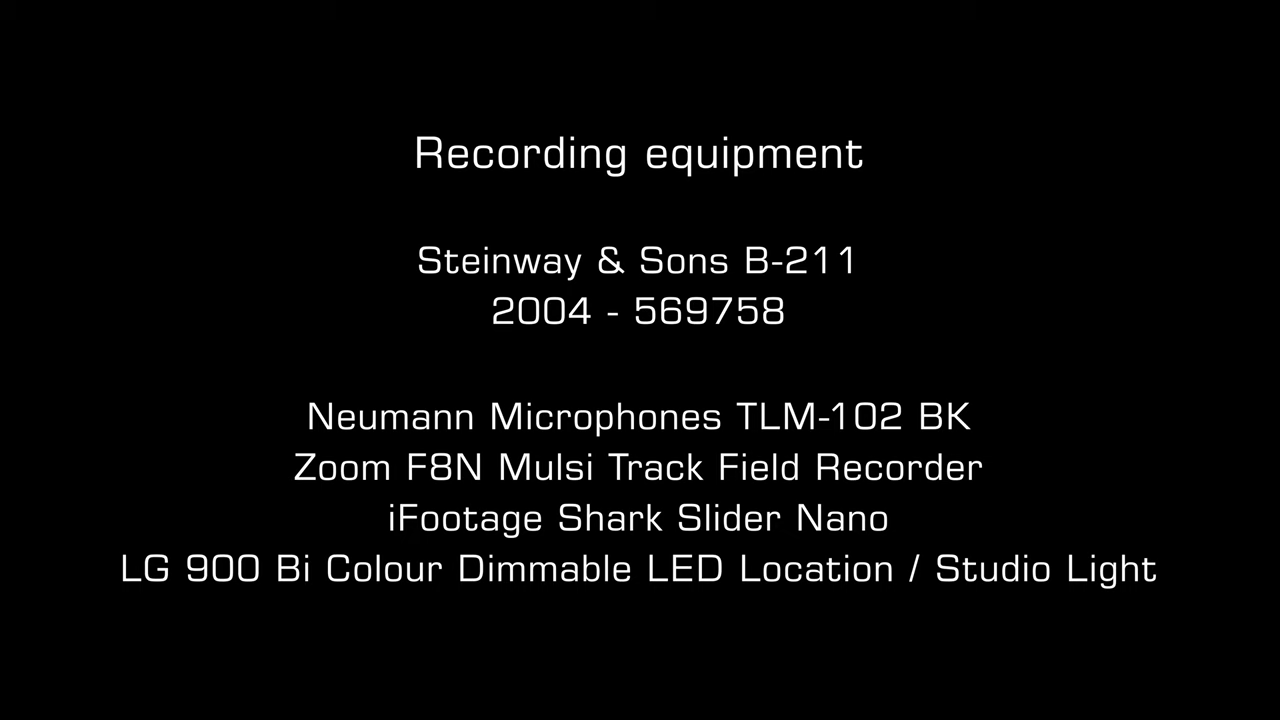 Recording equipment
Steinway & Sons B-211
2004 - 569758
Neumann Microphones TLM-102 BK
Zoom F8N Mulsi Track Field Recorder
iFootage Shark Slider Nano
LG 900 Bi Colour Dimmable LED Location / Studio Light